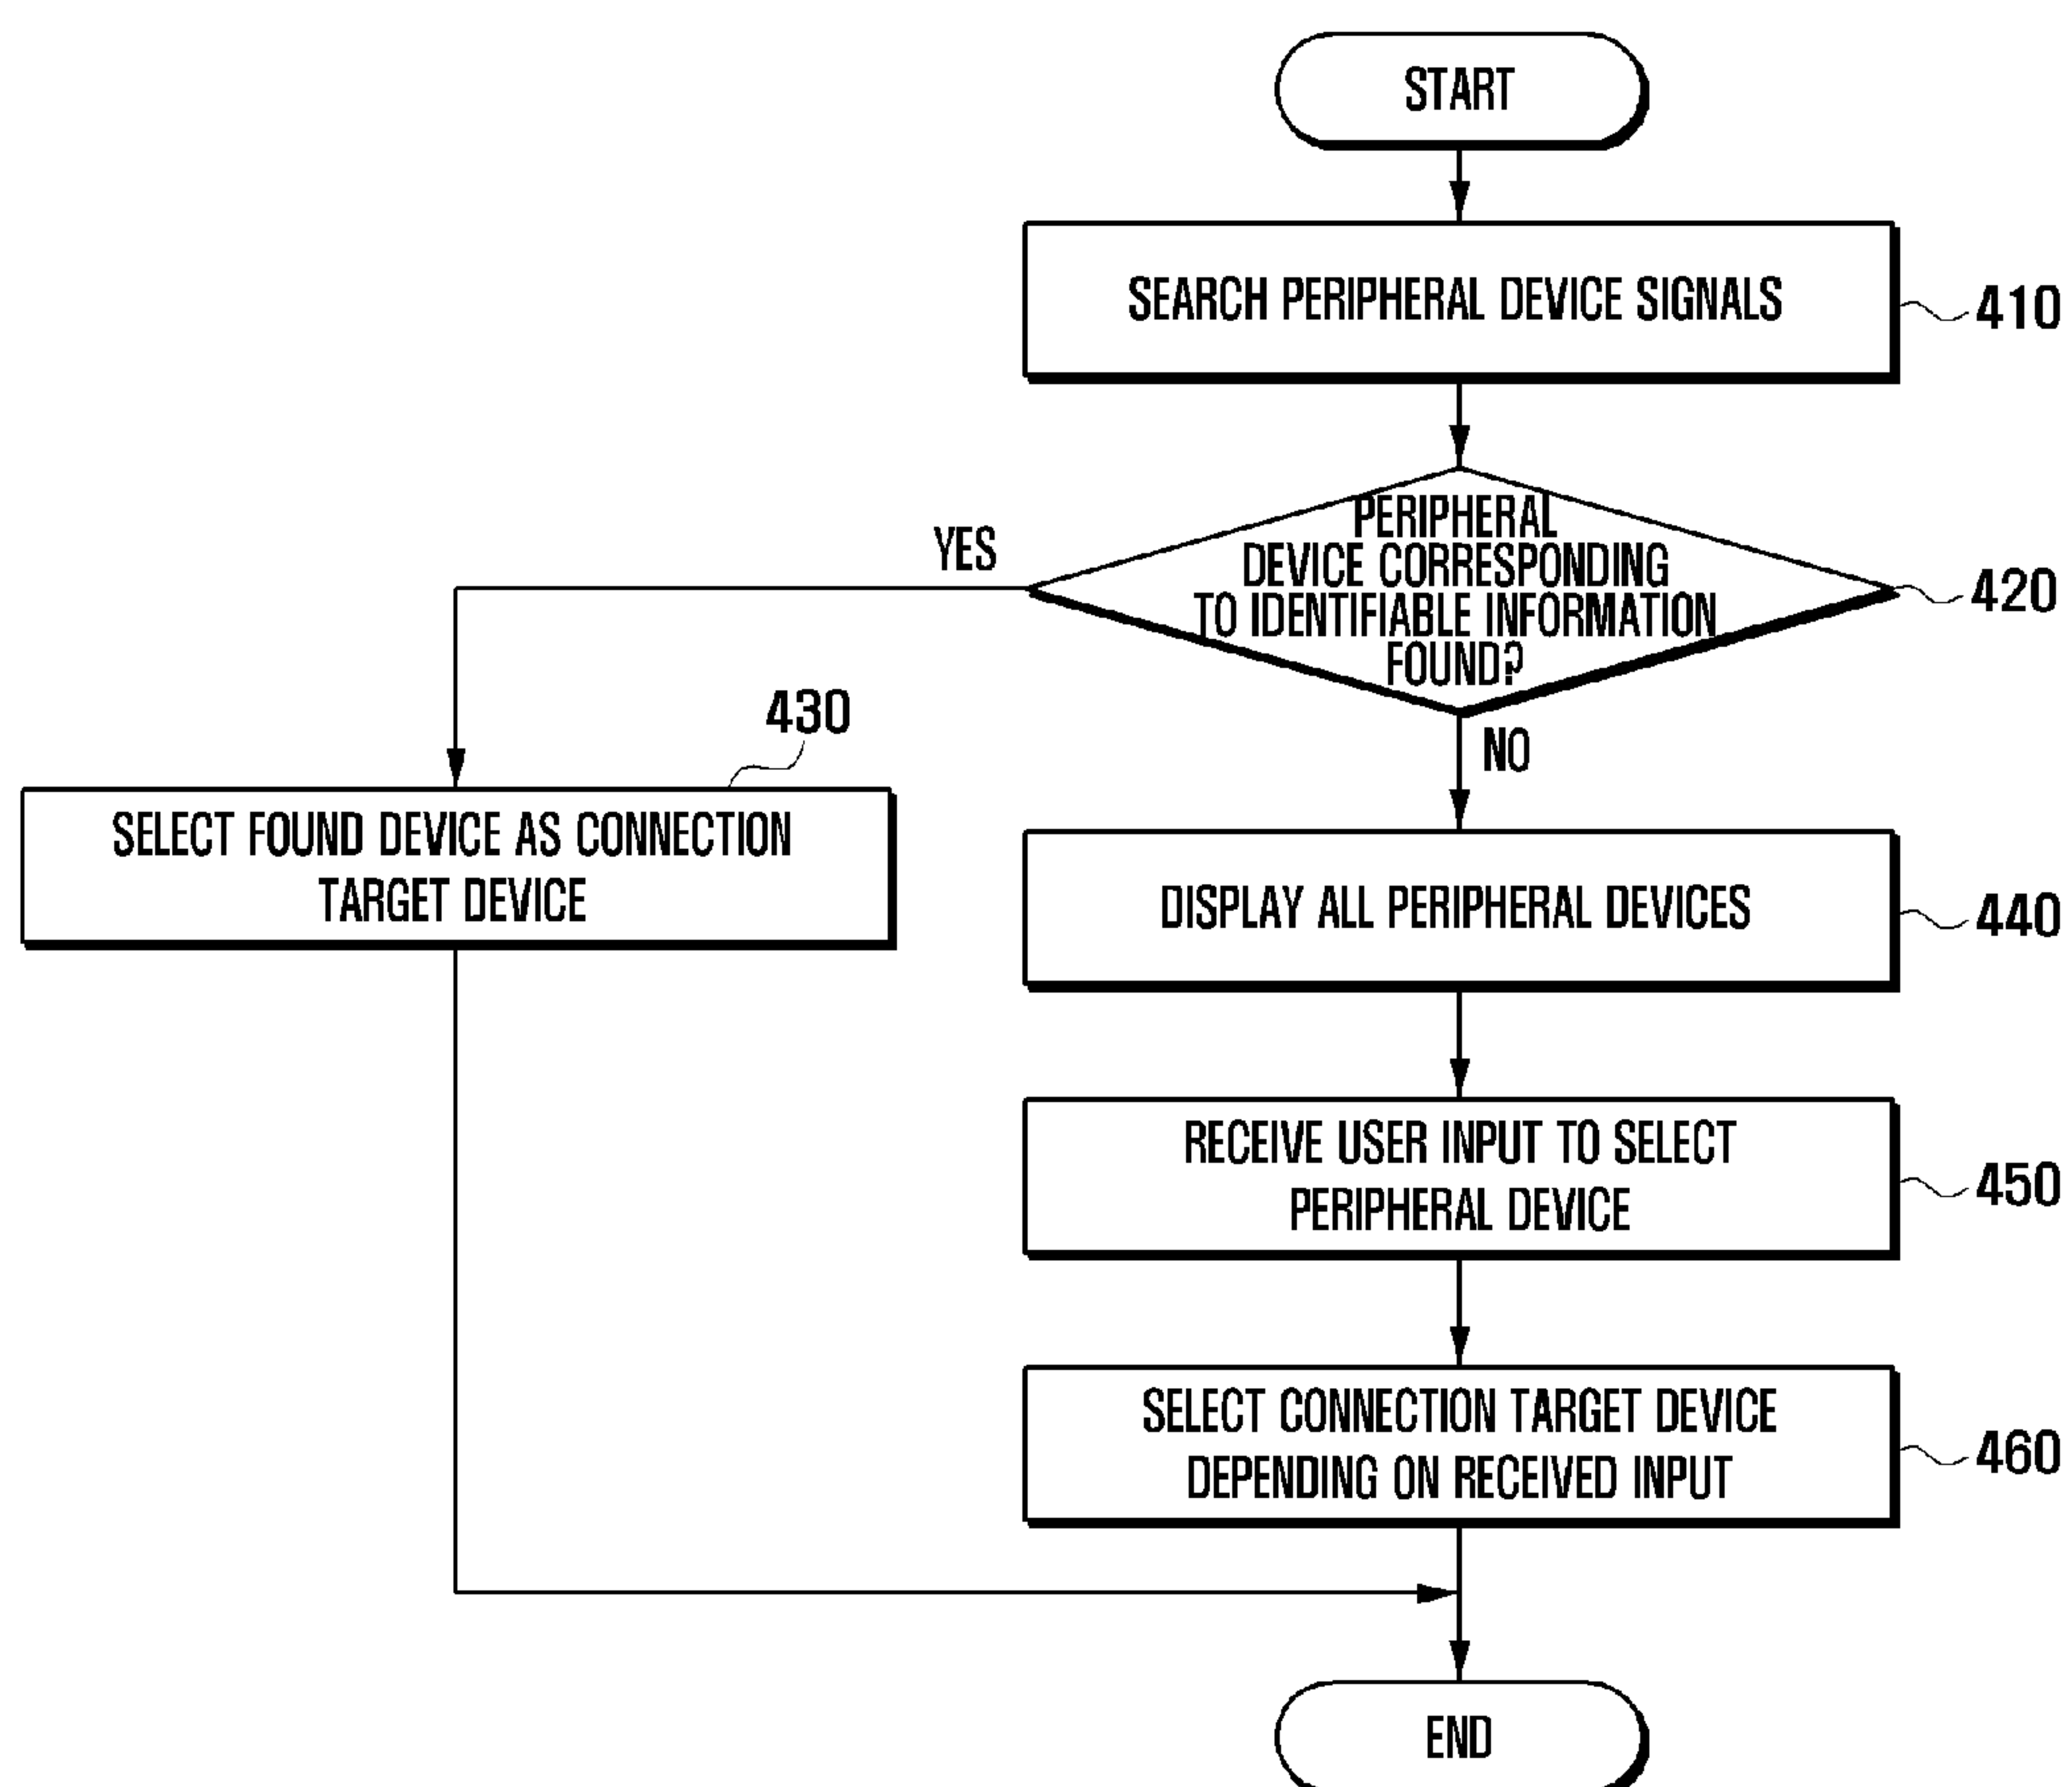 START
SEARCH PERIPHERAL DEVICE SIGNALS
410
PERIPHERAL
DEVICE CORRESPONDING
TO IDENTIFIABLE INFORMATION
FOUND?
420
YES
NO
430
SELECT FOUND DEVICE AS CONNECTION
TARGET DEVICE
DISPLAY ALL PERIPHERAL DEVICES
440
RECEIVE USER INPUT TO SELECT
PERIPHERAL DEVICE
450
SELECT CONNECTION TARGET DEVICE
DEPENDING ON RECEIVED INPUT
460
END